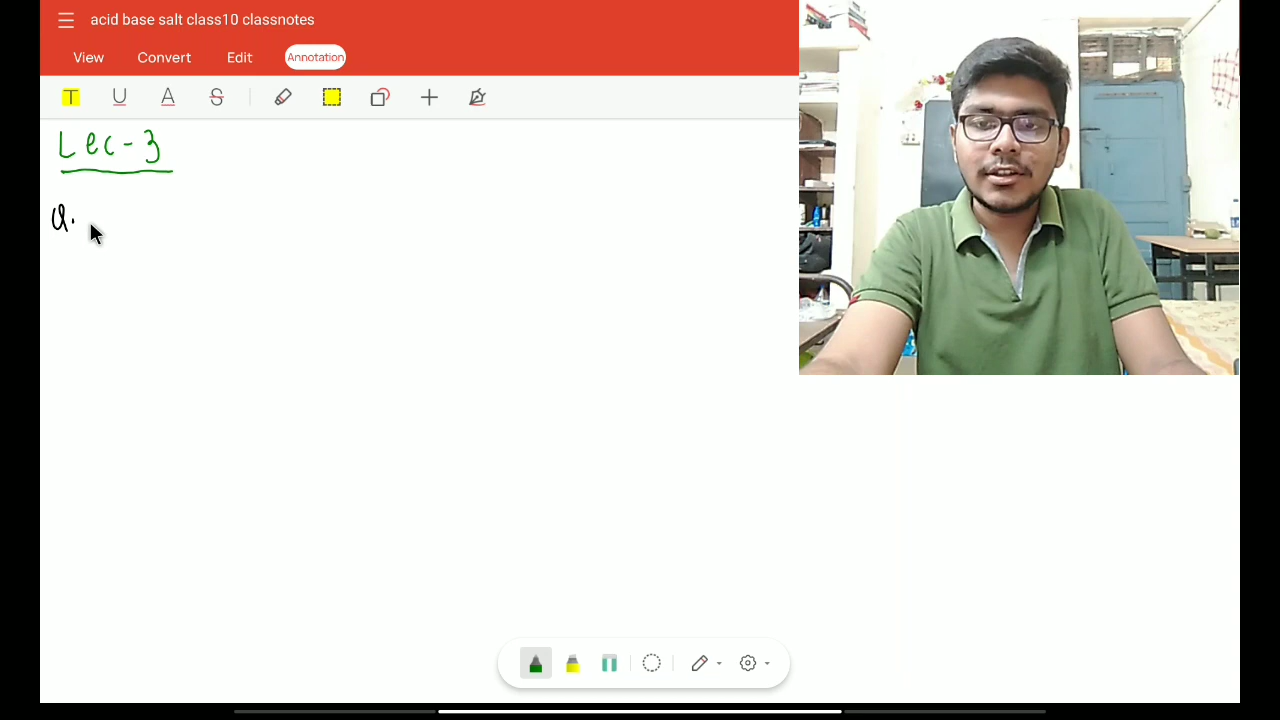 acid base salt class10 classnotes
View Convert Edit Annotation
T U A S
Lec-3
Q.